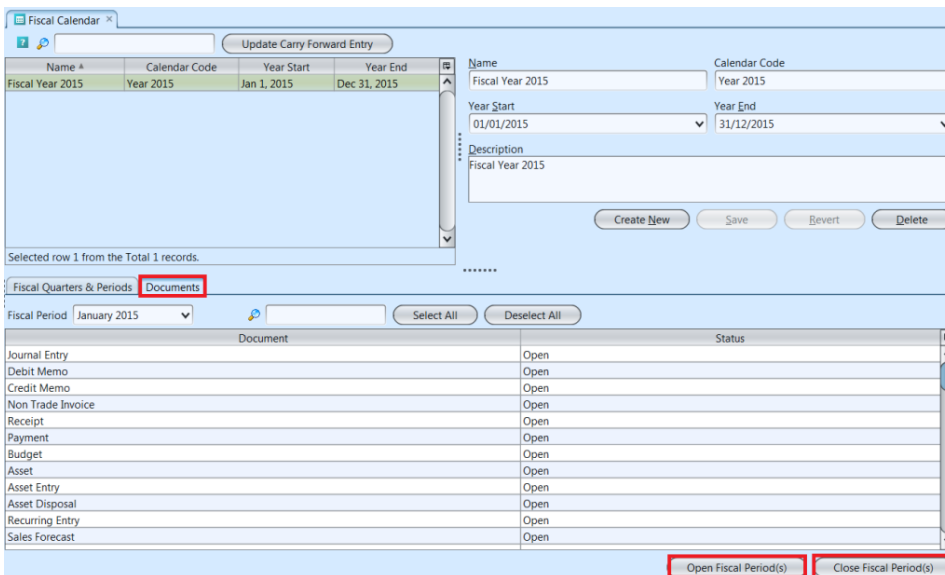 Fiscal Calendar
Update Carry Forward Entry
Name Calendar Code Year Start Year End
Fiscal Year 2015 Year 2015 Jan 1, 2015 Dec 31, 2015
Selected row 1 from the Total 1 records.
Name Calendar Code
Fiscal Year 2015 Year 2015
Year Start Year End
01/01/2015 31/12/2015
Description
Fiscal Year 2015
Create New Save Revert Delete
Fiscal Quarters & Periods Documents
Fiscal Period January 2015 Select All Deselect All
Document Status
Journal Entry Open
Debit Memo Open
Credit Memo Open
Non Trade Invoice Open
Receipt Open
Payment Open
Budget Open
Asset Open
Asset Entry Open
Asset Disposal Open
Recurring Entry Open
Sales Forecast Open
Open Fiscal Period(s) Close Fiscal Period(s)